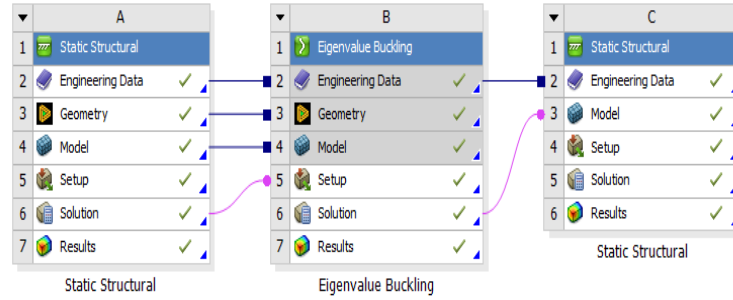 A
1 Static Structural
2 Engineering Data
3 Geometry
4 Model
5 Setup
6 Solution
7 Results
Static Structural
B
1 Eigenvalue Buckling
2 Engineering Data
3 Geometry
4 Model
5 Setup
6 Solution
7 Results
Eigenvalue Buckling
C
1 Static Structural
2 Engineering Data
3 Model
4 Setup
5 Solution
6 Results
Static Structural